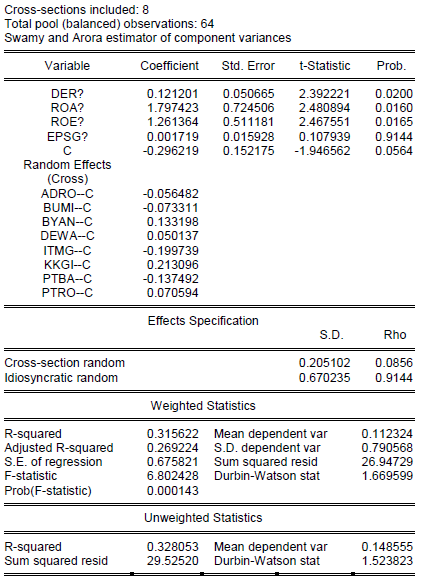 Cross-sections included: 8
Total pool (balanced) observations: 64
Swamy and Arora estimator of component variances
Variable Coefficient Std. Error t-Statistic Prob.
DER? 0.121201 0.050665 2.392221 0.0200
ROA? 1.797423 0.724506 2.480894 0.0160
ROE? 1.261364 0.511181 2.467551 0.0165
EPSG? 0.001719 0.015928 0.107939 0.9144
C -0.296219 0.152175 -1.946562 0.0564
Random Effects
(Cross)
ADRO--C -0.056482
BUMI--C -0.073311
BYAN--C 0.133198
DEWA--C 0.050137
ITMG--C -0.199739
KKGI--C 0.213096
PTBA--C -0.137492
PTRO--C 0.070594
Effects Specification
S.D. Rho
Cross-section random 0.205102 0.0856
Idiosyncratic random 0.670235 0.9144
Weighted Statistics
R-squared 0.315622 Mean dependent var 0.112324
Adjusted R-squared 0.269224 S.D. dependent var 0.790568
S.E. of regression 0.675821 Sum squared resid 26.94729
F-statistic 6.802428 Durbin-Watson stat 1.669599
Prob(F-statistic) 0.000143
Unweighted Statistics
R-squared 0.328053 Mean dependent var 0.148555
Sum squared resid 29.52520 Durbin-Watson stat 1.523823